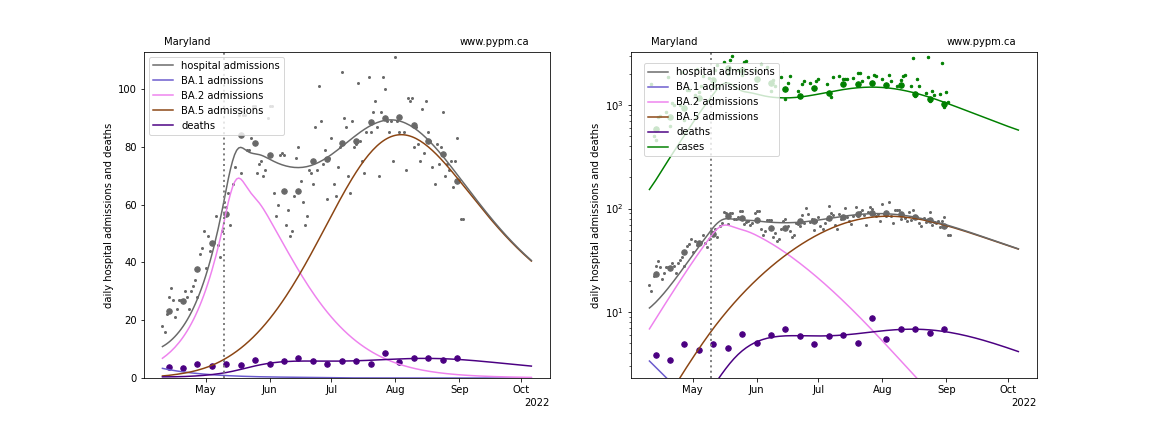 Maryland
www.pypm.ca
hospital admissions
BA.1 admissions
BA.2 admissions
BA.5 admissions
deaths
daily hospital admissions and deaths
100
80
60
40
20
0
May
Jun
Jul
Aug
Sep
Oct
2022
Maryland
www.pypm.ca
hospital admissions
BA.1 admissions
BA.2 admissions
BA.5 admissions
deaths
cases
daily hospital admissions and deaths
10³
10²
10¹
May
Jun
Jul
Aug
Sep
Oct
2022